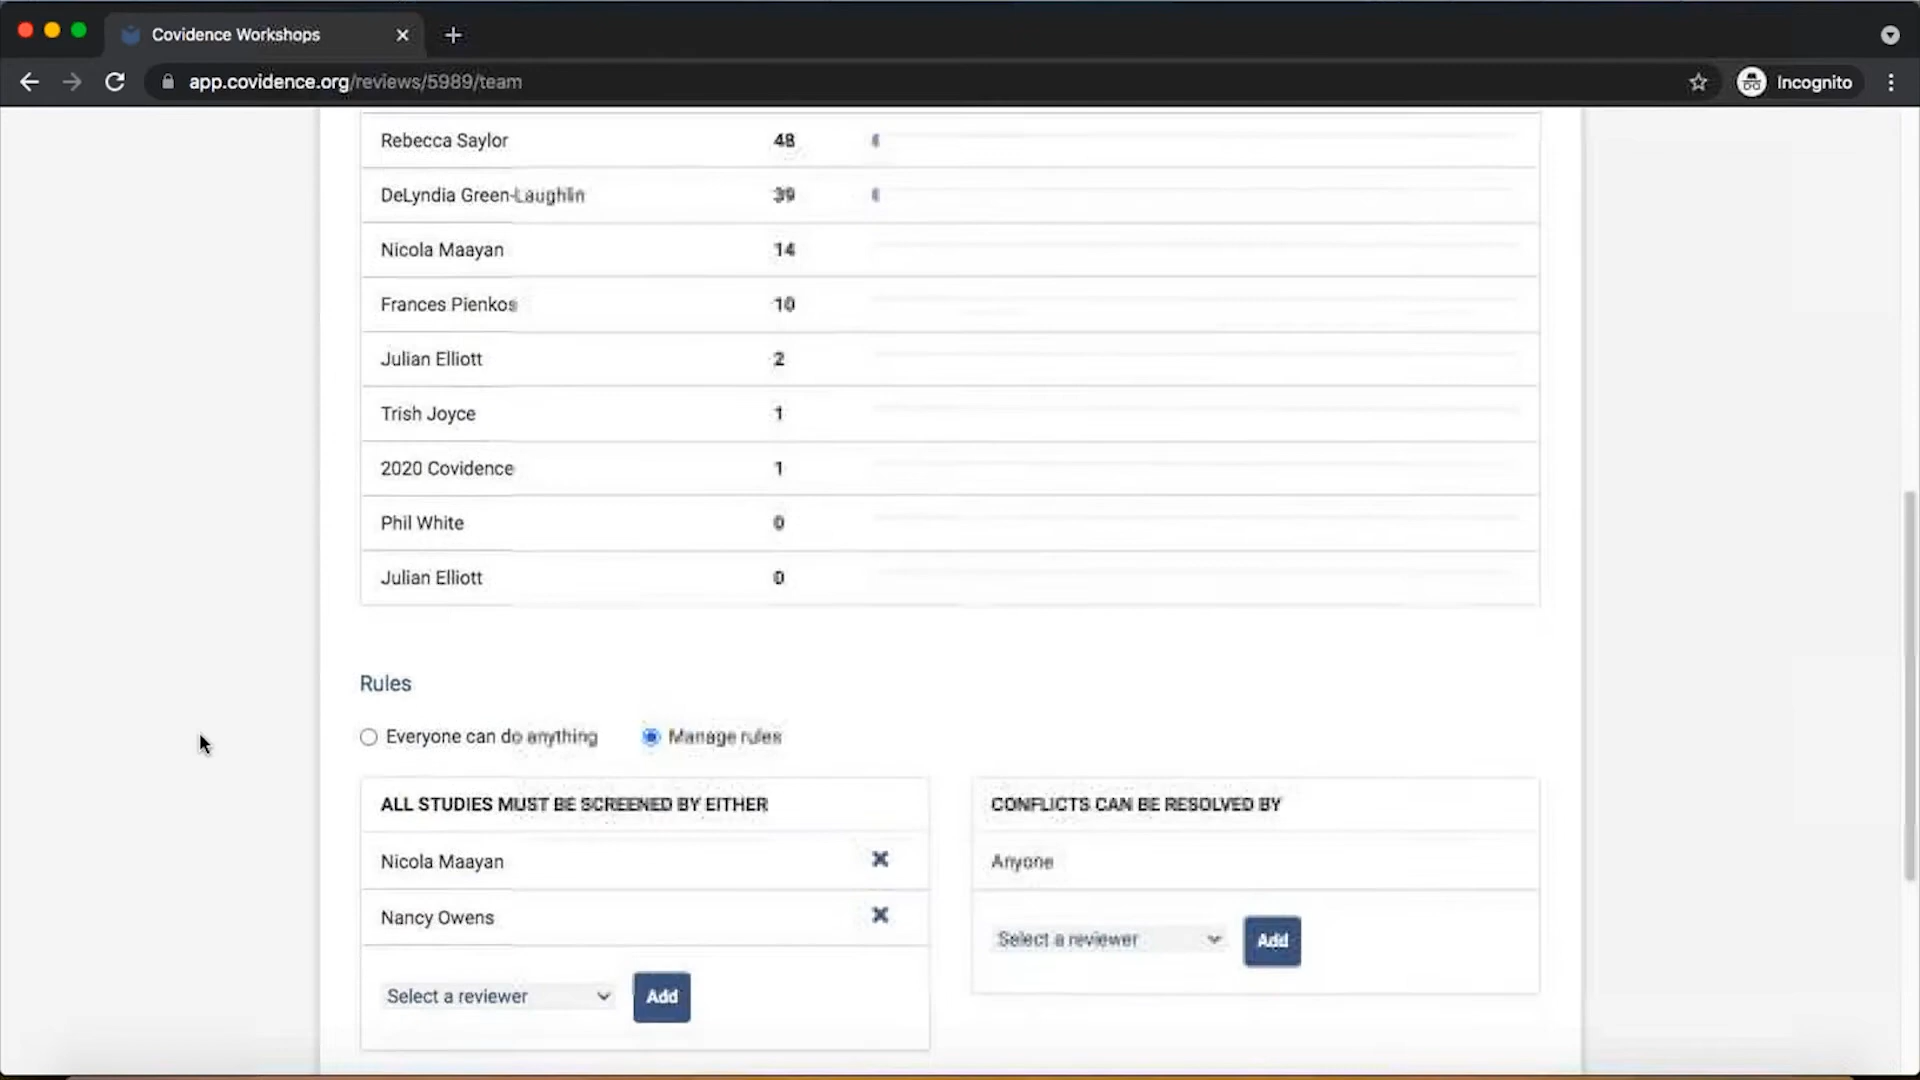 Covidence Workshops
app.covidence.org/reviews/5989/team
Incognito
Rebecca Saylor 48
DeLyndia Green-Laughlin 39
Nicola Maayan 14
Frances Pienkos 10
Julian Elliott 2
Trish Joyce 1
2020 Covidence 1
Phil White 0
Julian Elliott 0
Rules
Everyone can do anything Manage rules
ALL STUDIES MUST BE SCREENED BY EITHER
Nicola Maayan
Nancy Owens
Select a reviewer Add
CONFLICTS CAN BE RESOLVED BY
Anyone
Select a reviewer Add